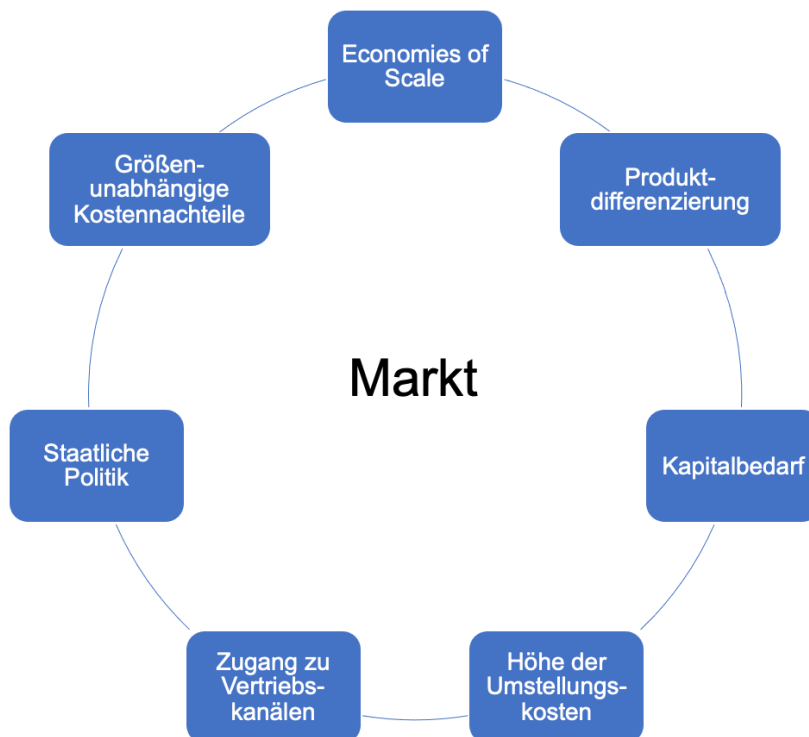 Economies of
Scale
Produkt-
differenzierung
Kapitalbedarf
Höhe der
Umstellungs-
kosten
Zugang zu
Vertriebs-
kanälen
Staatliche
Politik
Größen-
unabhängige
Kostennachteile
Markt